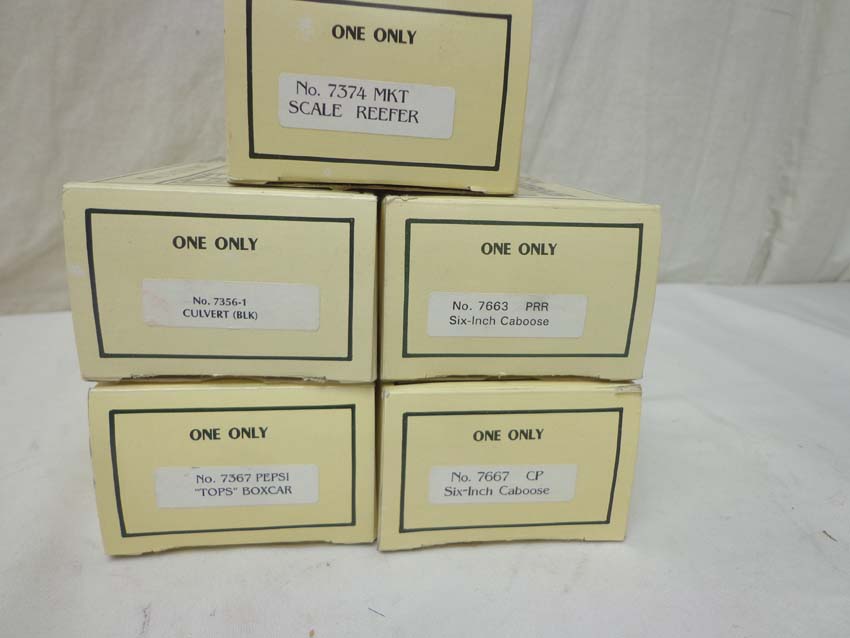 ONE ONLY
No. 7374 MKT
SCALE REEFER
ONE ONLY
No. 7356-1
CULVERT (BLK)
ONE ONLY
No. 7663 PRR
Six-Inch Caboose
ONE ONLY
No. 7367 PEPSI
"TOPS" BOXCAR
ONE ONLY
No. 7667 CP
Six-Inch Caboose